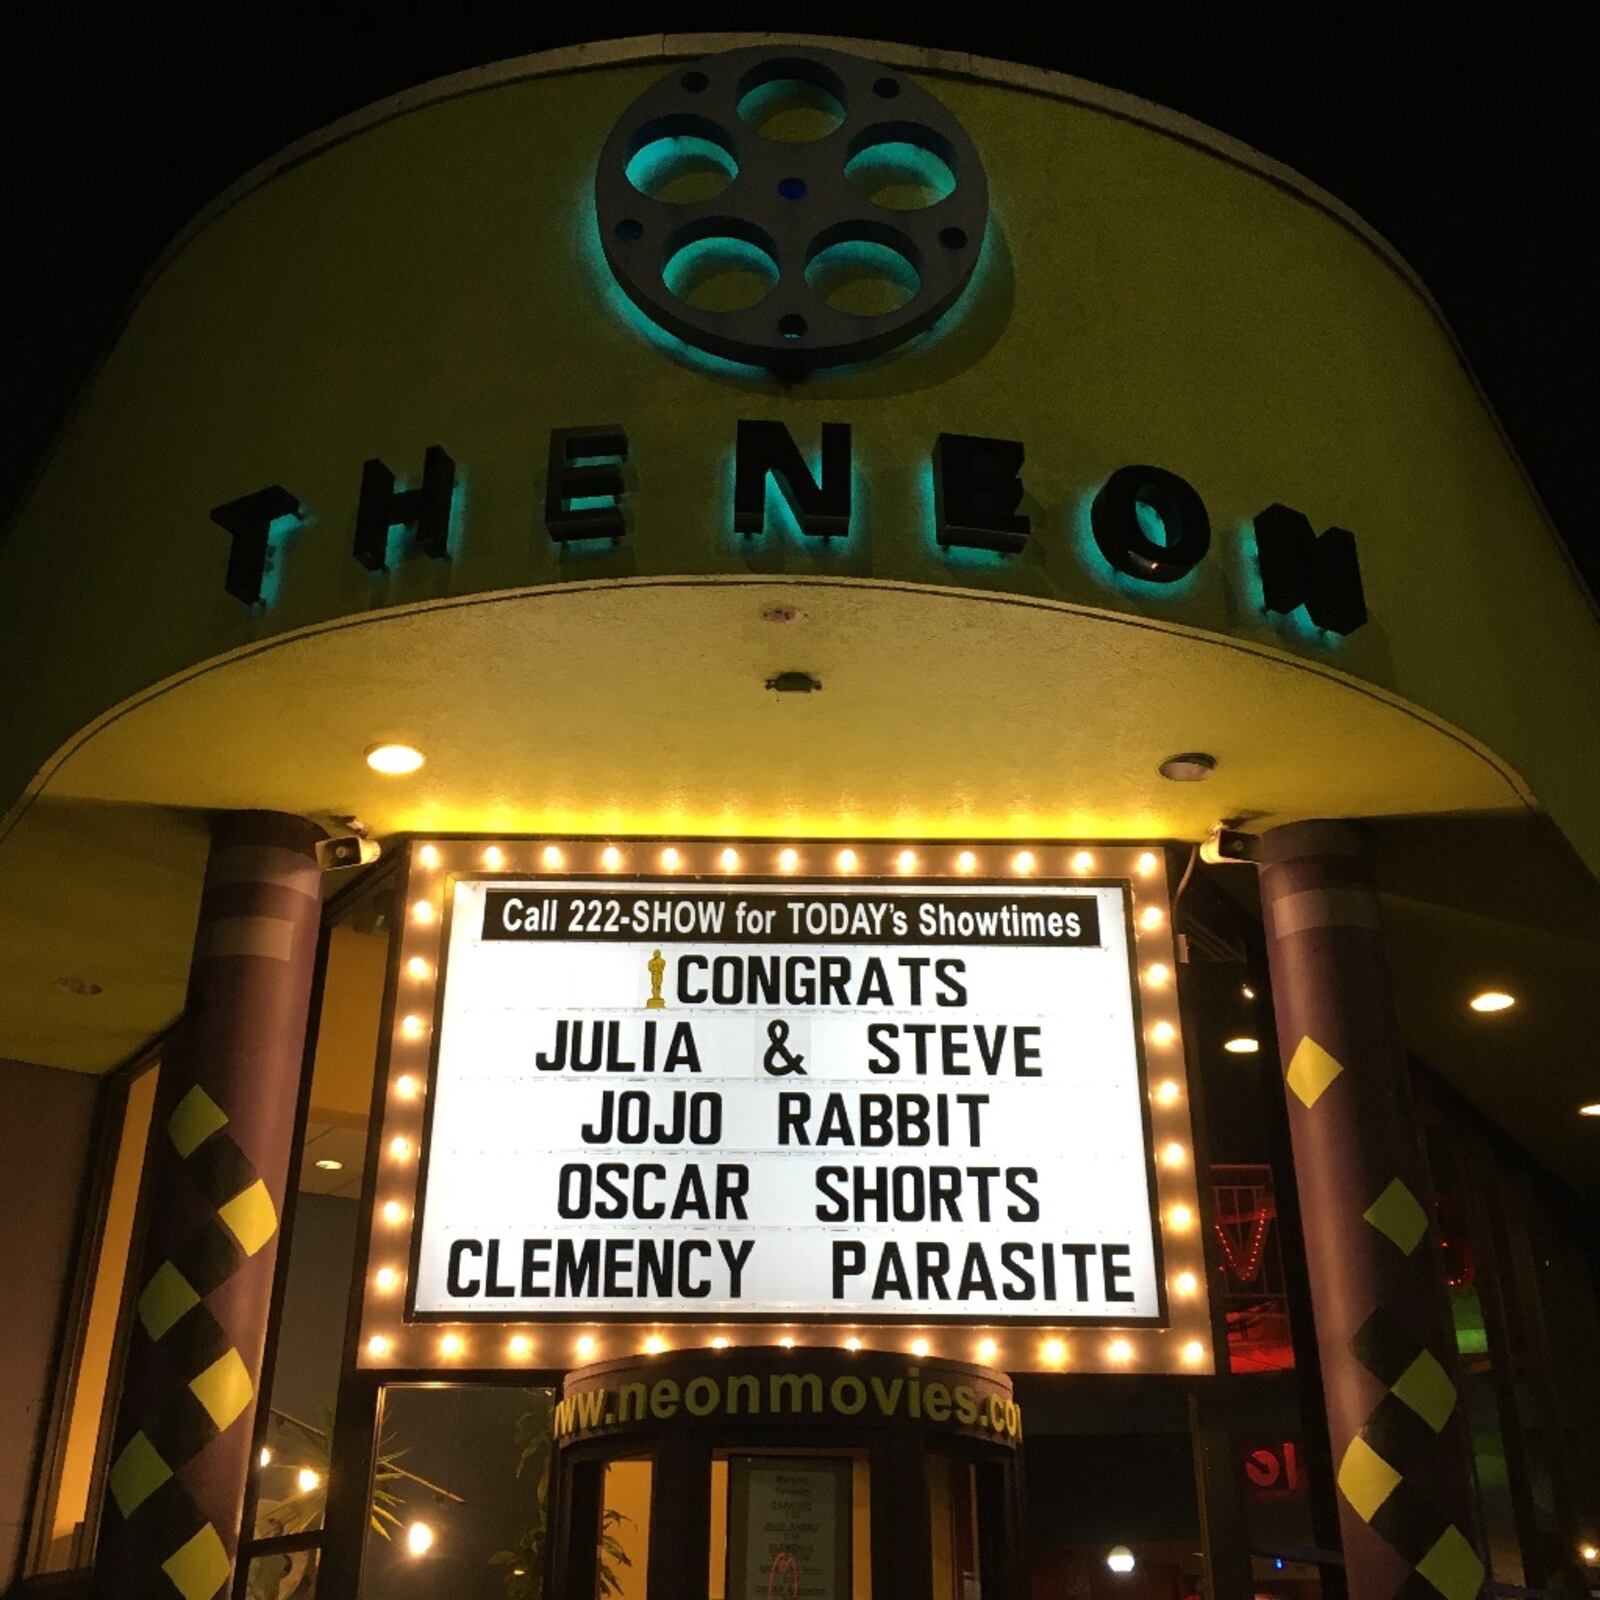 THE NEON
Call 222-SHOW for TODAY's Showtimes
CONGRATS
JULIA & STEVE
JOJO RABBIT
OSCAR SHORTS
CLEMENCY PARASITE
www.neonmovies.co